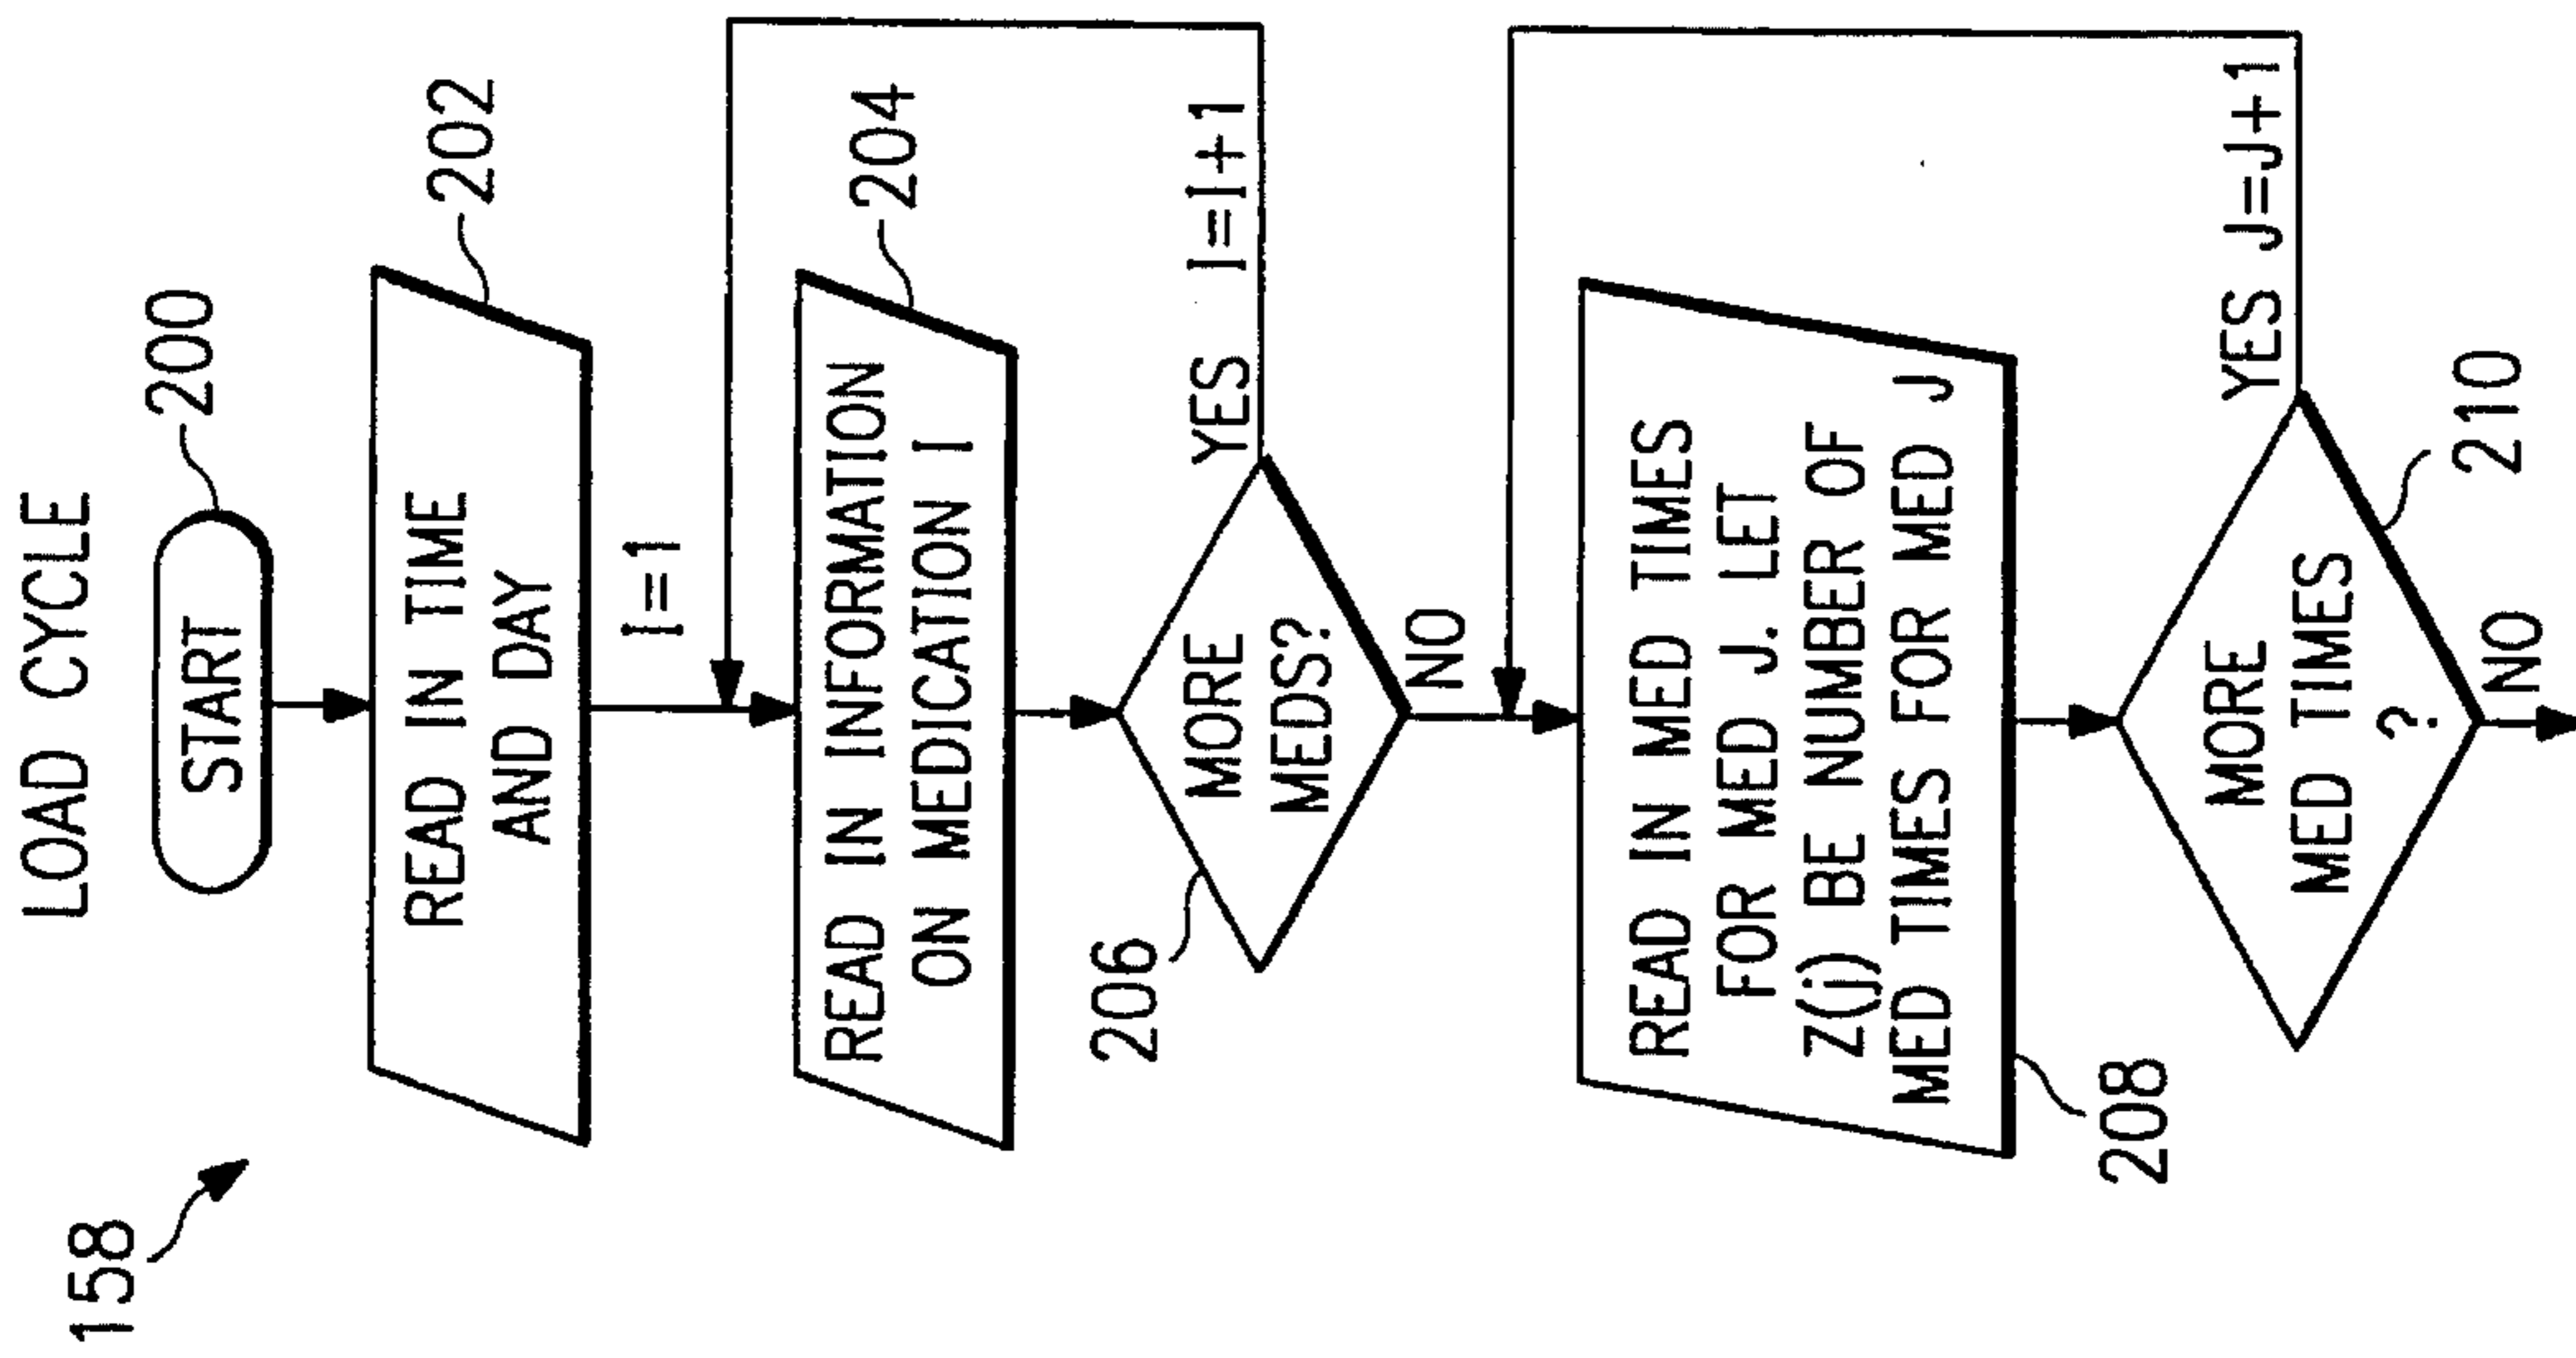 LOAD CYCLE
158
START
200
READ IN TIME
AND DAY
202
I=1
READ IN INFORMATION
ON MEDICATION I
204
206
MORE
MEDS?
YES I=I+1
NO
READ IN MED TIMES
FOR MED J. LET
Z(j) BE NUMBER OF
MED TIMES FOR MED J
208
MORE
MED TIMES
?
YES J=J+1
210
NO